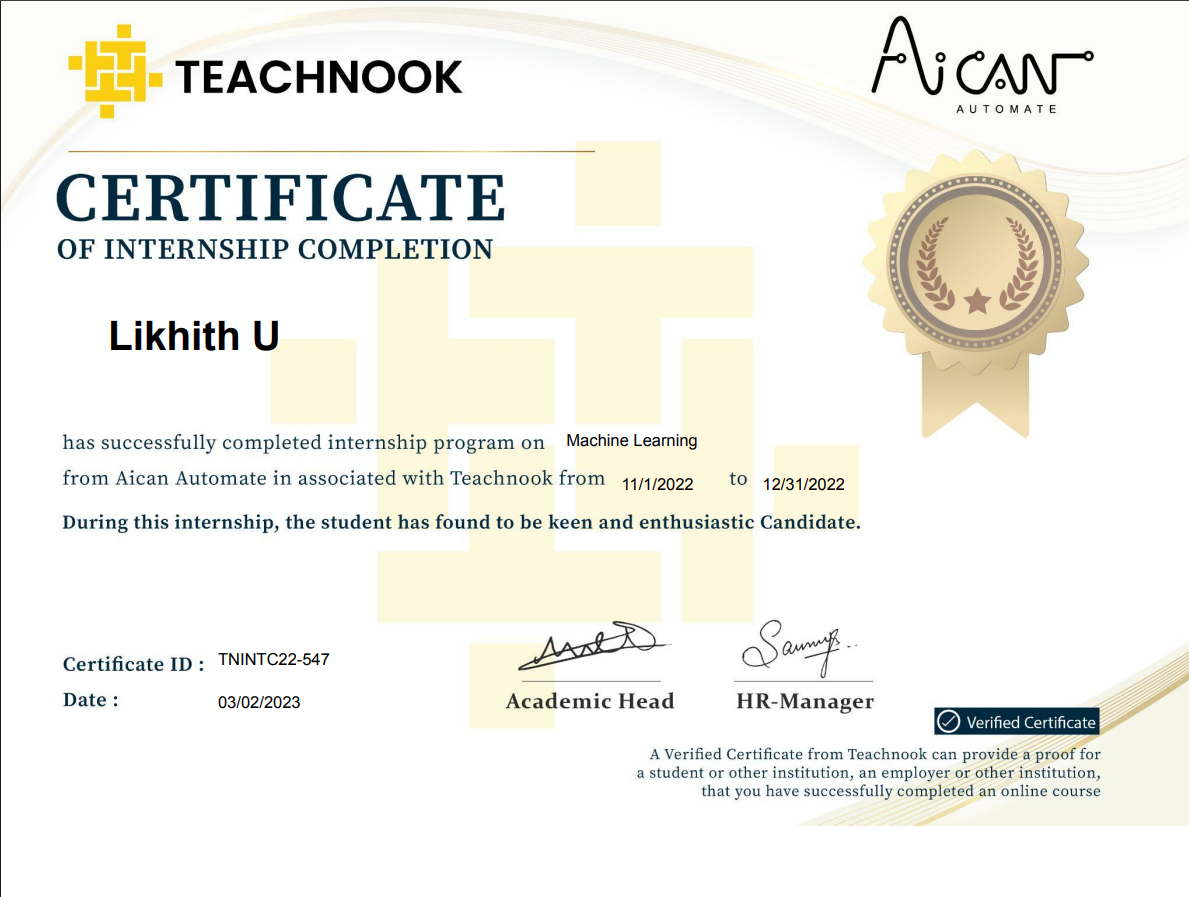 TEACHNOOK
AiCAN
AUTOMATE
CERTIFICATE
OF INTERNSHIP COMPLETION
Likhith U
has successfully completed internship program on Machine Learning
from Aican Automate in associated with Teachnook from 11/1/2022 to 12/31/2022
During this internship, the student has found to be keen and enthusiastic Candidate.
Certificate ID : TNINTC22-547
Date : 03/02/2023
Academic Head
HR-Manager
Verified Certificate
A Verified Certificate from Teachnook can provide a proof for
a student or other institution, an employer or other institution,
that you have successfully completed an online course